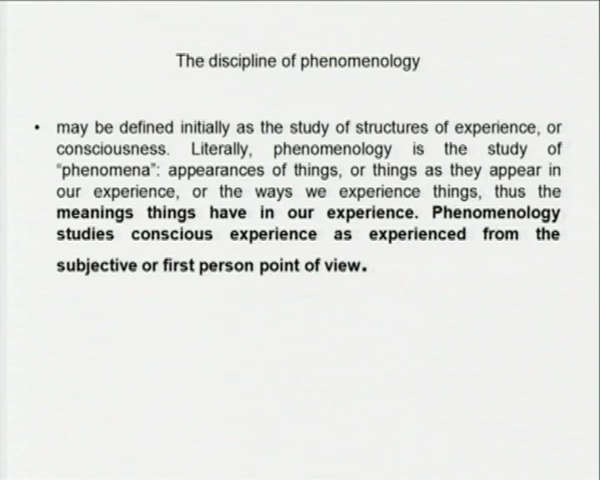 The discipline of phenomenology
• may be defined initially as the study of structures of experience, or
consciousness. Literally, phenomenology is the study of
"phenomena": appearances of things, or things as they appear in
our experience, or the ways we experience things, thus the
meanings things have in our experience. Phenomenology
studies conscious experience as experienced from the
subjective or first person point of view.